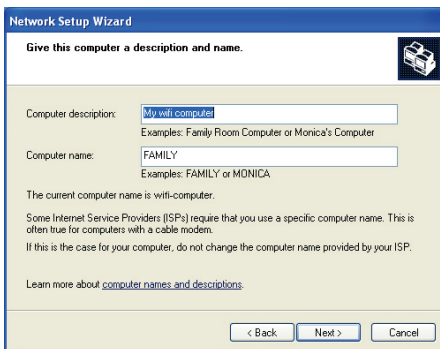 Network Setup Wizard
Give this computer a description and name.
Computer description: My wifi computer
Examples: Family Room Computer or Monica's Computer
Computer name: FAMILY
Examples: FAMILY or MONICA
The current computer name is wifi-computer.
Some Internet Service Providers (ISPs) require that you use a specific computer name. This is
often true for computers with a cable modem.
If this is the case for your computer, do not change the computer name provided by your ISP.
Learn more about computer names and descriptions.
< Back Next > Cancel